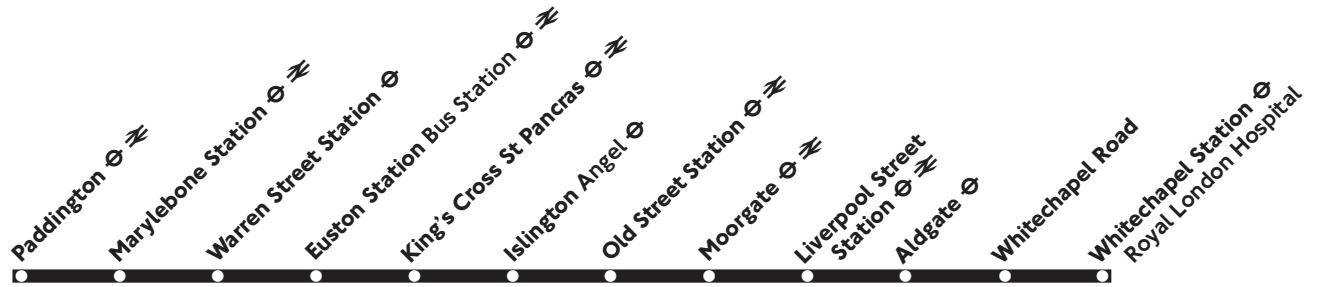 Paddington
Marylebone Station
Warren Street Station
Euston Station Bus Station
King's Cross St Pancras
Islington Angel
Old Street Station
Moorgate
Liverpool Street
Station
Aldgate
Whitechapel Road
Whitechapel Station
Royal London Hospital